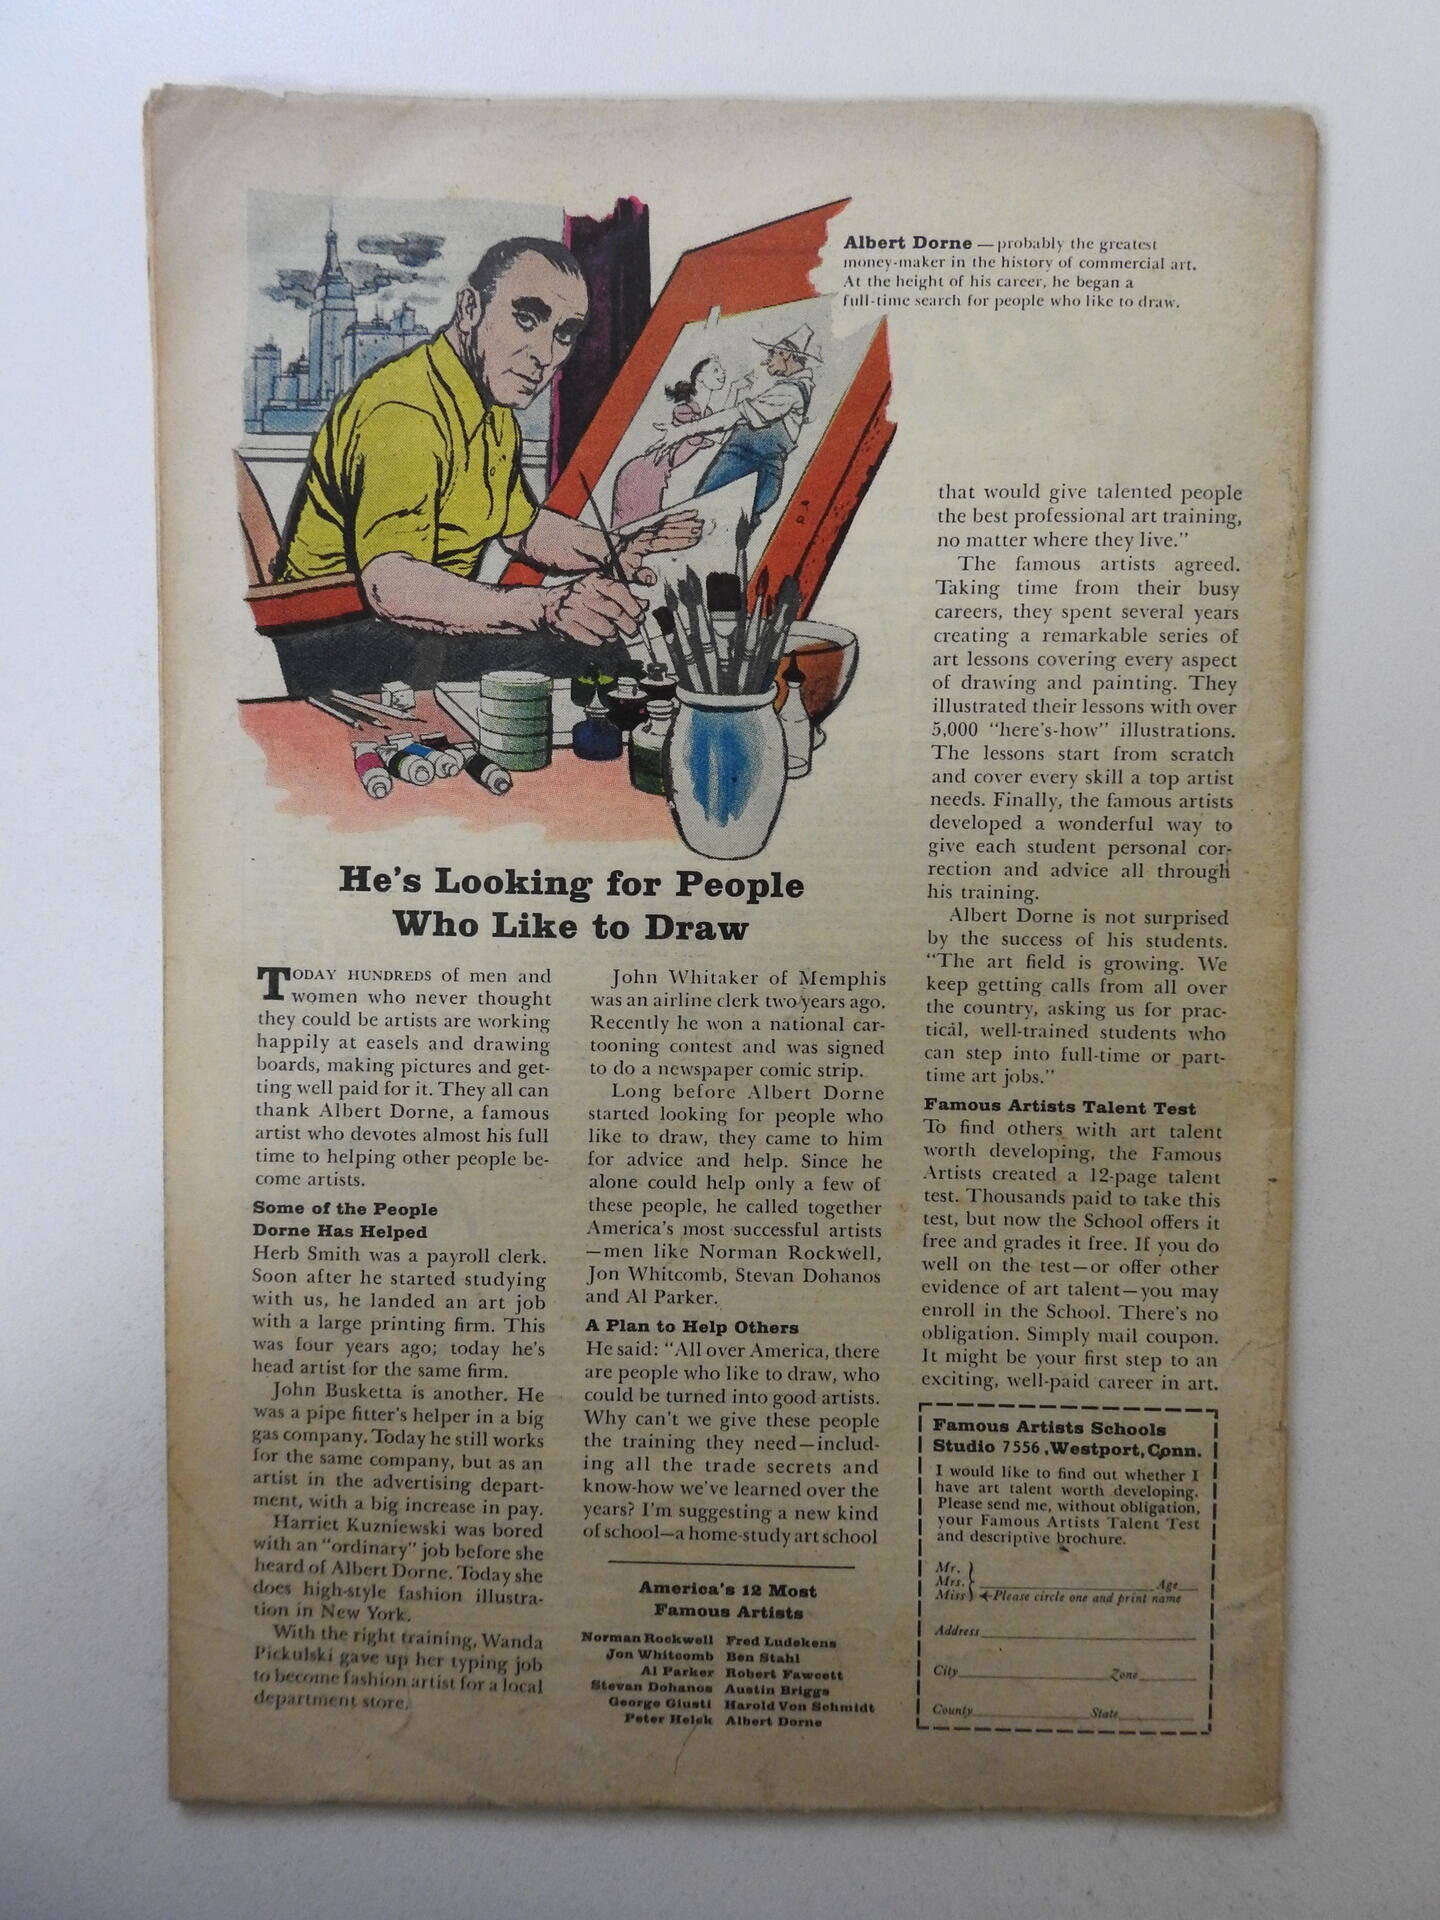 Albert Dorne — probably the greatest
money-maker in the history of commercial art.
At the height of his career, he began a
full-time search for people who like to draw.
He's Looking for People
Who Like to Draw
TODAY HUNDREDS of men and
women who never thought
they could be artists are working
happily at easels and drawing
boards, making pictures and get-
ting well paid for it. They all can
thank Albert Dorne, a famous
artist who devotes almost his full
time to helping other people be-
come artists.
Some of the People
Dorne Has Helped
Herb Smith was a payroll clerk.
Soon after he started studying
with us, he landed an art job
with a large printing firm. This
was four years ago; today he's
head artist for the same firm.
John Busketta is another. He
was a pipe fitter's helper in a big
gas company. Today he still works
for the same company, but as an
artist in the advertising depart-
ment, with a big increase in pay.
Harriet Kuzniewski was bored
with an "ordinary" job before she
heard of Albert Dorne. Today she
does high-style fashion illustra-
tion in New York.
With the right training, Wanda
Pickulski gave up her typing job
to become fashion artist for a local
department store.
John Whitaker of Memphis
was an airline clerk two years ago.
Recently he won a national car-
tooning contest and was signed
to do a newspaper comic strip.
Long before Albert Dorne
started looking for people who
like to draw, they came to him
for advice and help. Since he
alone could help only a few of
these people, he called together
America's most successful artists
—men like Norman Rockwell,
Jon Whitcomb, Stevan Dohanos
and Al Parker.
A Plan to Help Others
He said: "All over America, there
are people who like to draw, who
could be turned into good artists.
Why can't we give these people
the training they need—includ-
ing all the trade secrets and
know-how we've learned over the
years? I'm suggesting a new kind
of school—a home-study art school
America's 12 Most
Famous Artists
Norman Rockwell Fred Ludekens
Jon Whitcomb Ben Stahl
Al Parker Robert Fawcett
Stevan Dohanos Austin Briggs
George Giusti Harold Von Schmidt
Peter Helck Albert Dorne
that would give talented people
the best professional art training,
no matter where they live."
The famous artists agreed.
Taking time from their busy
careers, they spent several years
creating a remarkable series of
art lessons covering every aspect
of drawing and painting. They
illustrated their lessons with over
5,000 "here's-how" illustrations.
The lessons start from scratch
and cover every skill a top artist
needs. Finally, the famous artists
developed a wonderful way to
give each student personal cor-
rection and advice all through
his training.
Albert Dorne is not surprised
by the success of his students.
"The art field is growing. We
keep getting calls from all over
the country, asking us for prac-
tical, well-trained students who
can step into full-time or part-
time art jobs."
Famous Artists Talent Test
To find others with art talent
worth developing, the Famous
Artists created a 12-page talent
test. Thousands paid to take this
test, but now the School offers it
free and grades it free. If you do
well on the test—or offer other
evidence of art talent—you may
enroll in the School. There's no
obligation. Simply mail coupon.
It might be your first step to an
exciting, well-paid career in art.
Famous Artists Schools
Studio 7556, Westport, Conn.
I would like to find out whether I
have art talent worth developing.
Please send me, without obligation,
your Famous Artists Talent Test
and descriptive brochure.
Mr.
Mrs. Age
Miss ←Please circle one and print name
Address
City Zone
County State